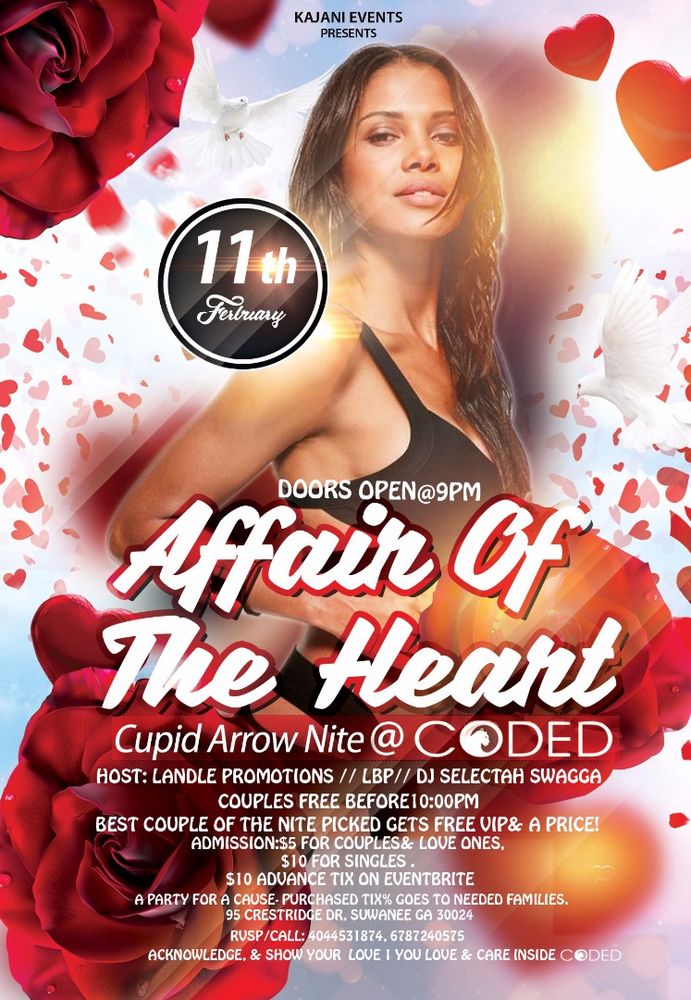 KAJANI EVENTS
PRESENTS
11th
February
DOORS OPEN@9PM
Affair Of
The Heart
Cupid Arrow Nite @ CODED
HOST: LANDLE PROMOTIONS // LBP// DJ SELECTAH SWAGGA
COUPLES FREE BEFORE10:00PM
BEST COUPLE OF THE NITE PICKED GETS FREE VIP& A PRICE!
ADMISSION:$5 FOR COUPLES& LOVE ONES,
$10 FOR SINGLES .
$10 ADVANCE TIX ON EVENTBRITE
A PARTY FOR A CAUSE- PURCHASED TIX% GOES TO NEEDED FAMILIES.
95 CRESTRIDGE DR, SUWANEE GA 30024
RVSP/CALL: 4044531874, 6787240575
ACKNOWLEDGE, & SHOW YOUR LOVE 1 YOU LOVE & CARE INSIDE CODED